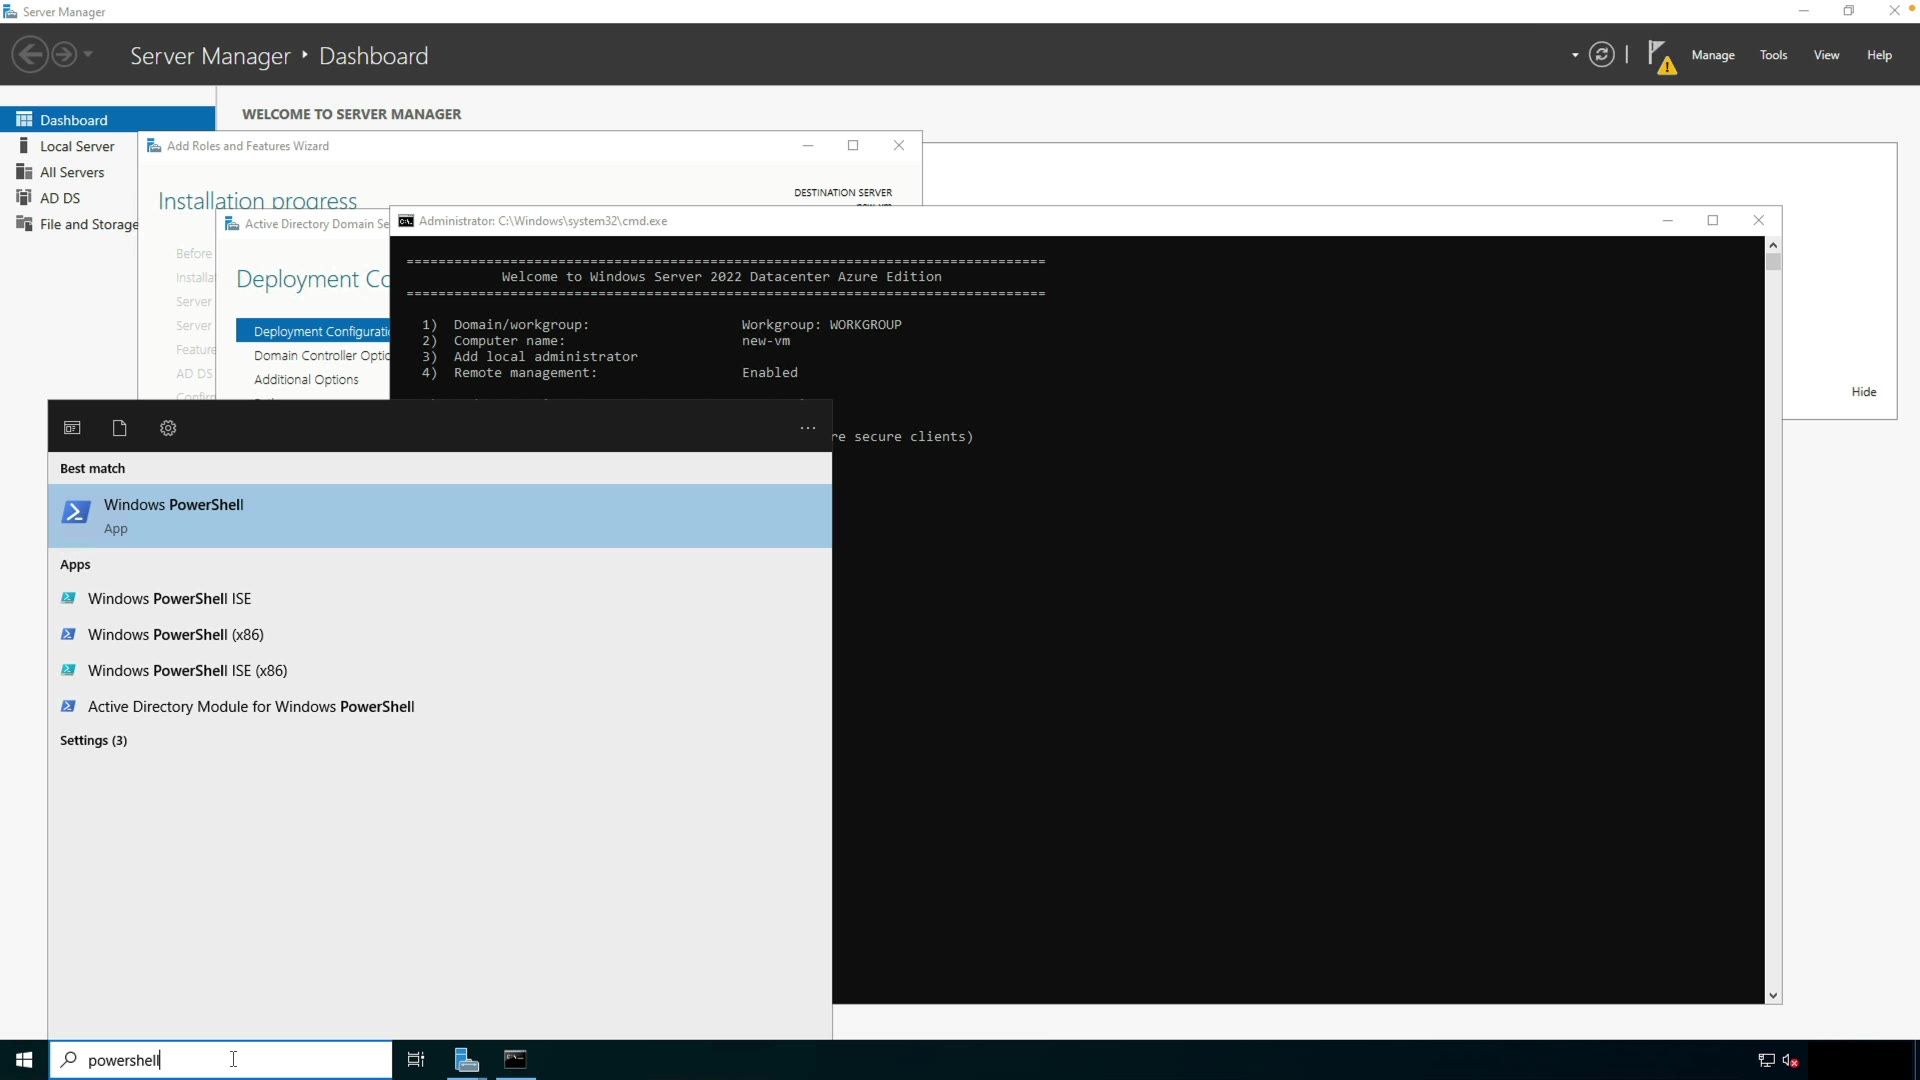 Server Manager
Server Manager ‣ Dashboard
Manage
Tools
View
Help
Dashboard
Local Server
All Servers
AD DS
File and Storage
WELCOME TO SERVER MANAGER
Hide
Add Roles and Features Wizard
Installation progress
DESTINATION SERVER
Before
Server
Server
AD DS
Active Directory Domain Se
Deployment Co
Domain Controller Optio
Additional Options
Administrator: C:\Windows\system32\cmd.exe
================================================================================
Welcome to Windows Server 2022 Datacenter Azure Edition
================================================================================
1) Domain/workgroup: Workgroup: WORKGROUP
2) Computer name: new-vm
3) Add local administrator
4) Remote management: Enabled
re secure clients)
...
Best match
Windows PowerShell
App
Apps
Windows PowerShell ISE
Windows PowerShell (x86)
Windows PowerShell ISE (x86)
Active Directory Module for Windows PowerShell
Settings (3)
powershell